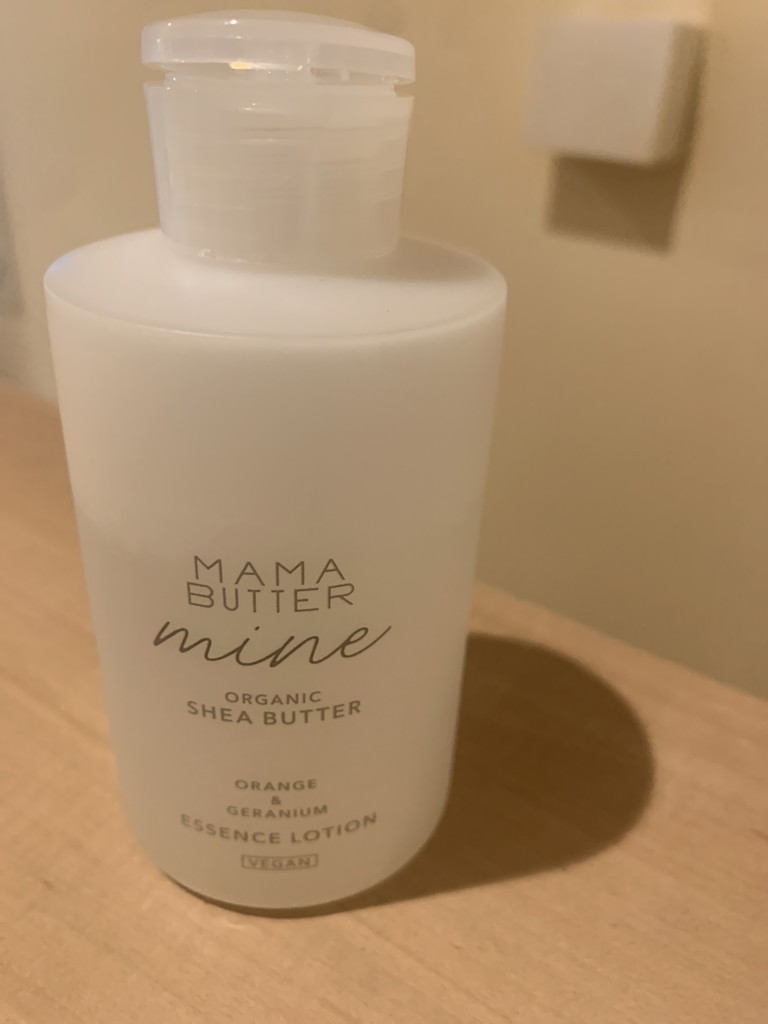 MAMA
BUTTER
mine
ORGANIC
SHEA BUTTER
ORANGE
&
GERANIUM
ESSENCE LOTION
VEGAN